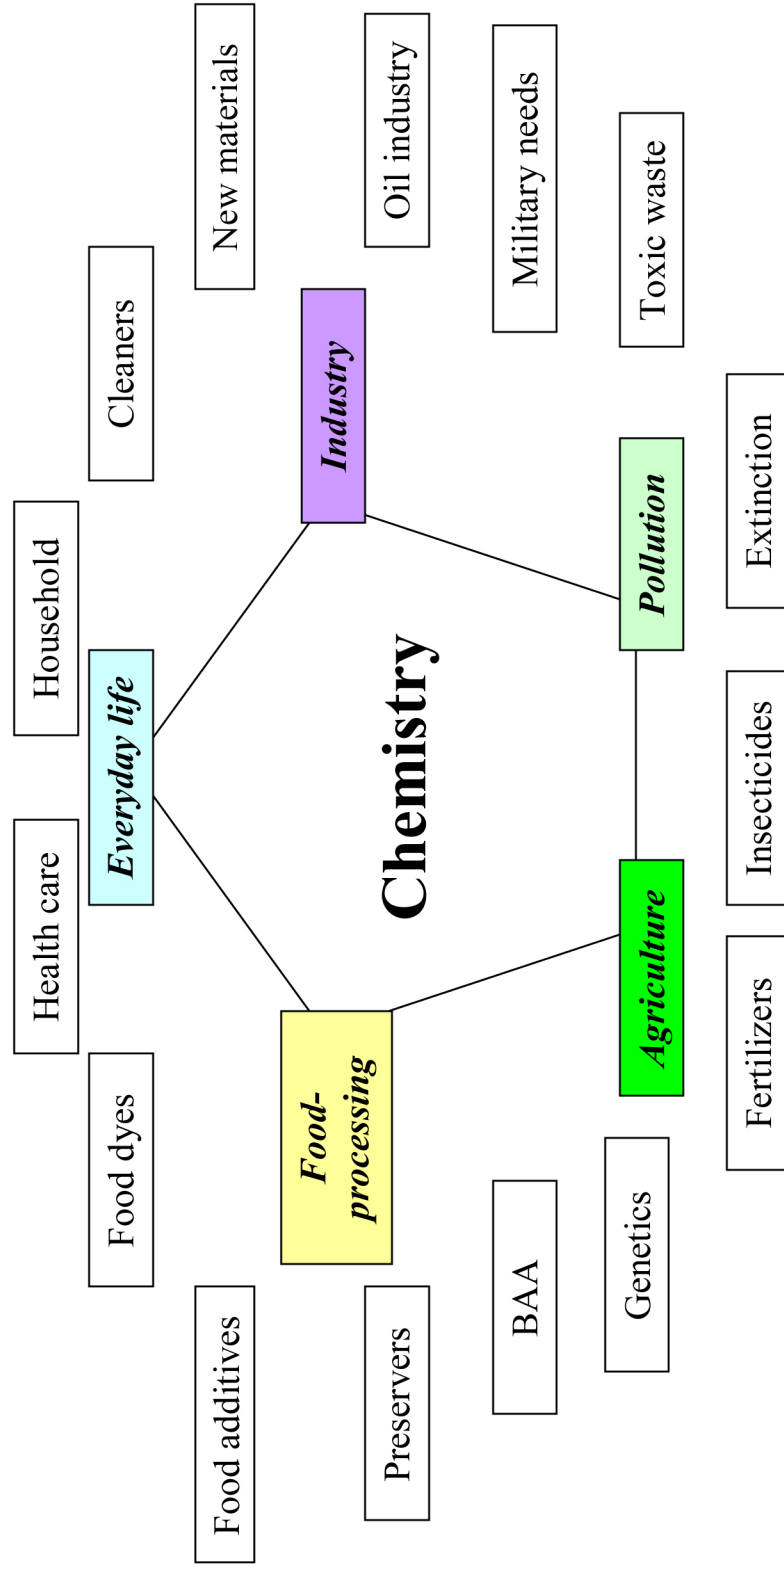 Health care
Household
Food dyes
Everyday life
Cleaners
Food additives
New materials
Food-
processing
Industry
Preservers
Chemistry
Oil industry
BAA
Military needs
Genetics
Agriculture
Pollution
Toxic waste
Fertilizers
Insecticides
Extinction